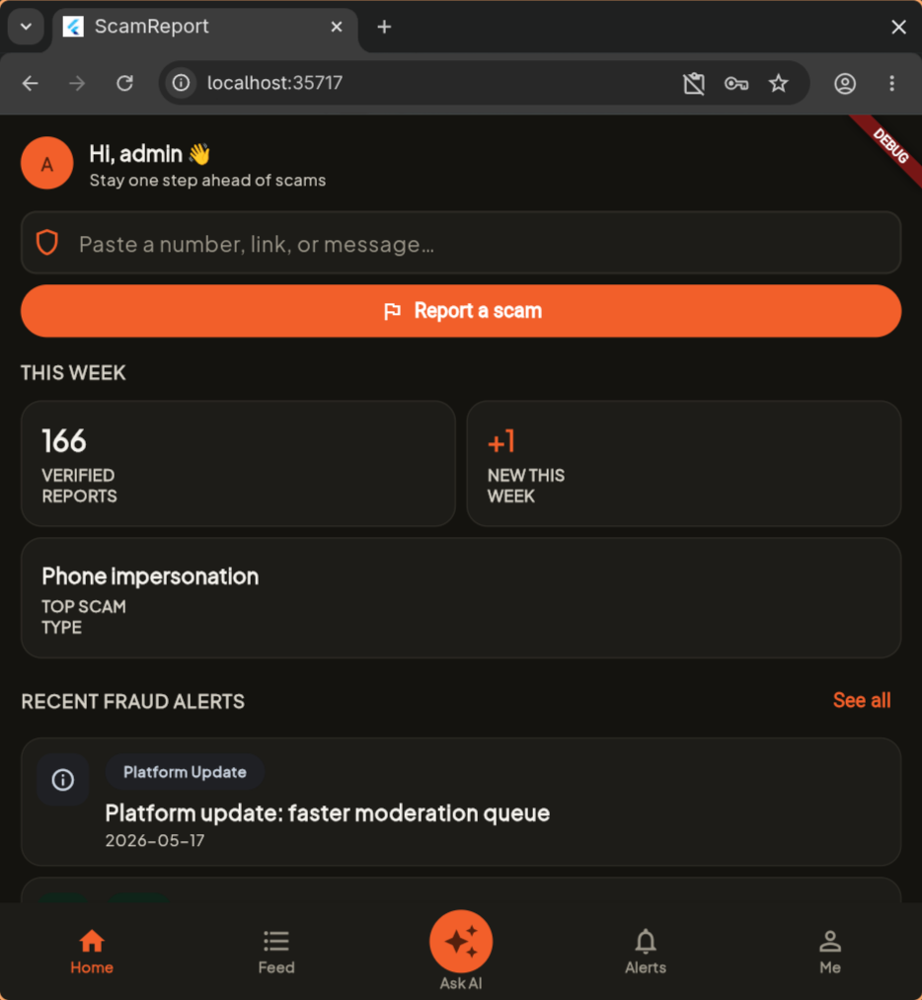 ScamReport
localhost:35717
DEBUG
A
Hi, admin 👋
Stay one step ahead of scams
Paste a number, link, or message…
Report a scam
THIS WEEK
166
VERIFIED
REPORTS
+1
NEW THIS
WEEK
Phone impersonation
TOP SCAM
TYPE
RECENT FRAUD ALERTS
See all
Platform Update
Platform update: faster moderation queue
2026-05-17
Home
Feed
Ask AI
Alerts
Me